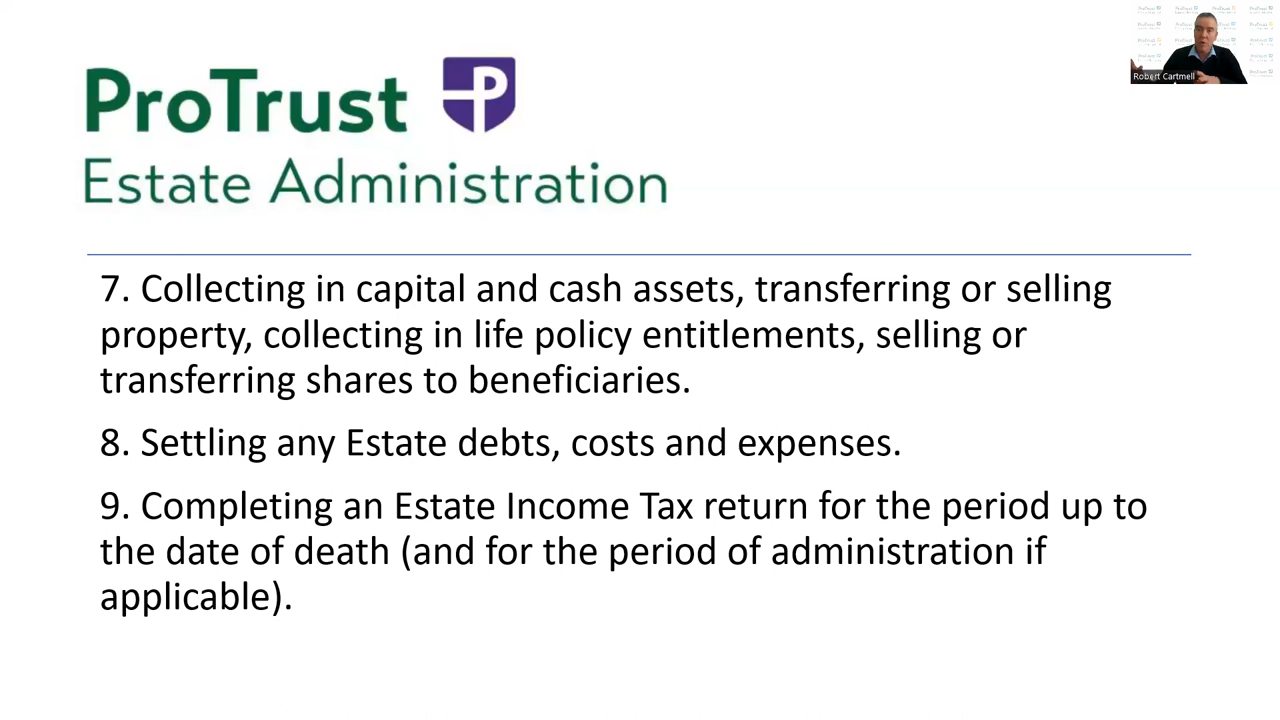 ProTrust P
Estate Administration
Robert Cartmell
7. Collecting in capital and cash assets, transferring or selling
property, collecting in life policy entitlements, selling or
transferring shares to beneficiaries.
8. Settling any Estate debts, costs and expenses.
9. Completing an Estate Income Tax return for the period up to
the date of death (and for the period of administration if
applicable).